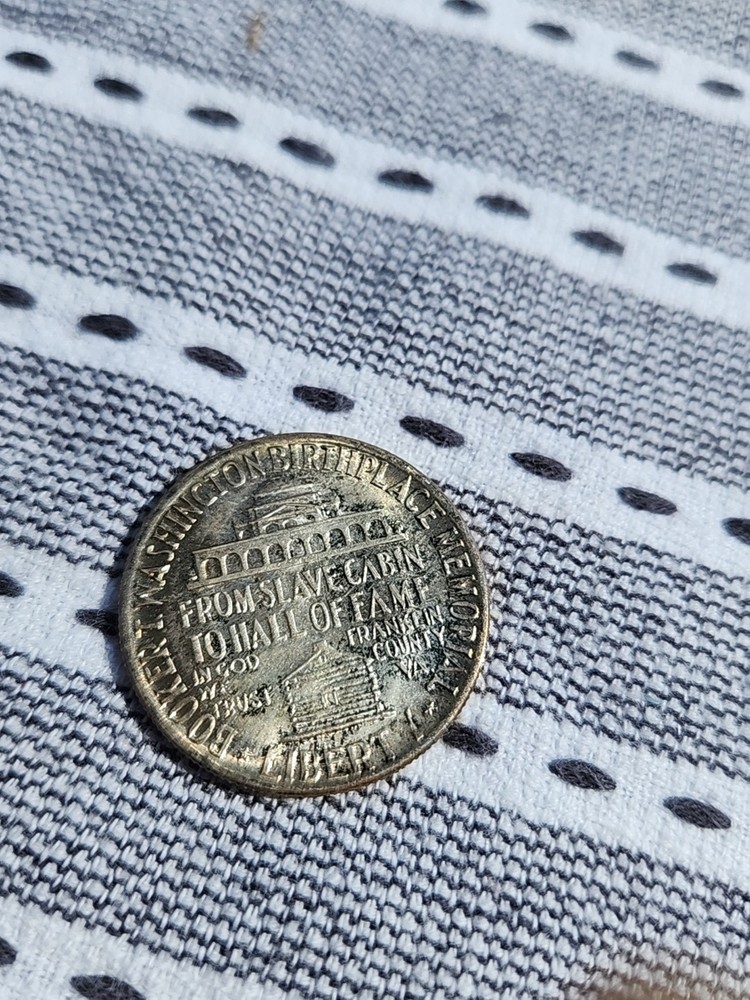 BOOKER T. WASHINGTON BIRTHPLACE MEMORIAL
FROM SLAVE CABIN
TO HALL OF FAME
IN GOD
WE
TRUST
FRANKLIN
COUNTY
VA.
LIBERTY